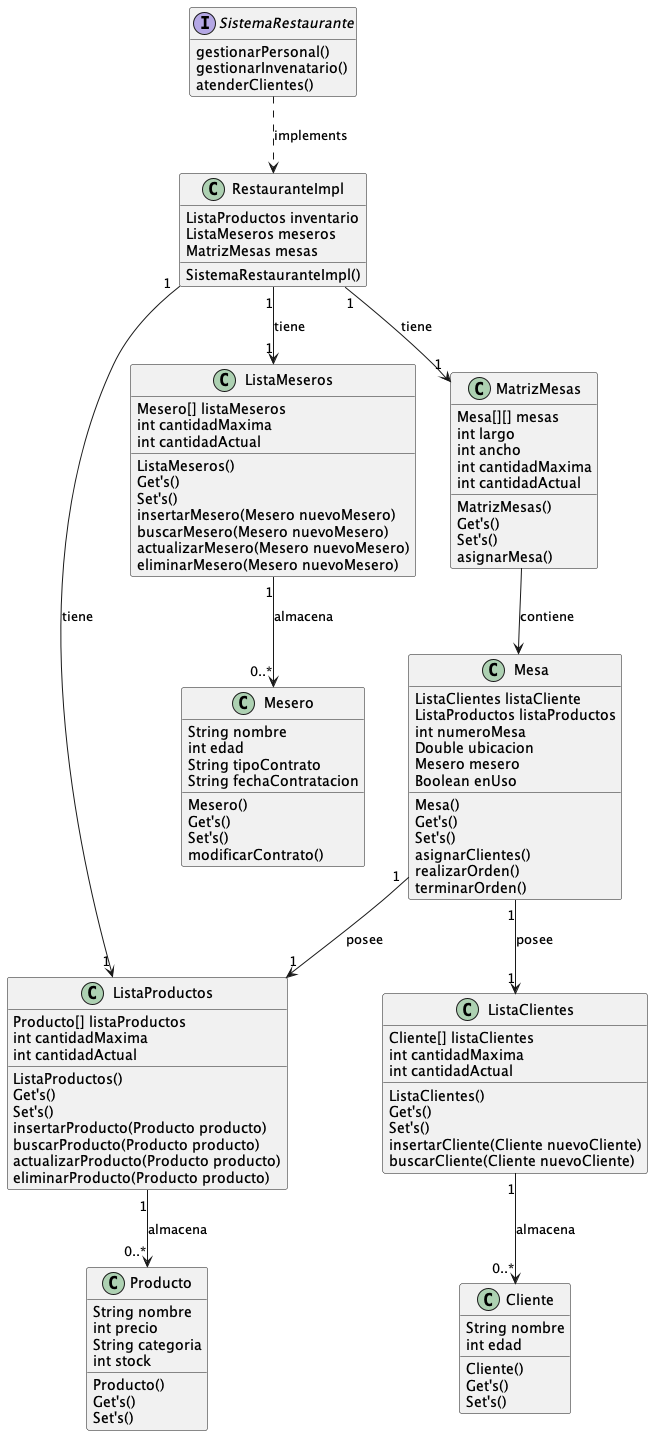 I SistemaRestaurante
gestionarPersonal()
gestionarInvenatario()
atenderClientes()
implements
C RestauranteImpl
ListaProductos inventario
ListaMeseros meseros
MatrizMesas mesas
SistemaRestauranteImpl()
1
1
1
tiene
tiene
1
1
C ListaMeseros
Mesero[] listaMeseros
int cantidadMaxima
int cantidadActual
ListaMeseros()
Get's()
Set's()
insertarMesero(Mesero nuevoMesero)
buscarMesero(Mesero nuevoMesero)
actualizarMesero(Mesero nuevoMesero)
eliminarMesero(Mesero nuevoMesero)
C MatrizMesas
Mesa[][] mesas
int largo
int ancho
int cantidadMaxima
int cantidadActual
MatrizMesas()
Get's()
Set's()
asignarMesa()
1
tiene
almacena
contiene
0..*
C Mesero
String nombre
int edad
String tipoContrato
String fechaContratacion
Mesero()
Get's()
Set's()
modificarContrato()
C Mesa
ListaClientes listaCliente
ListaProductos listaProductos
int numeroMesa
Double ubicacion
Mesero mesero
Boolean enUso
Mesa()
Get's()
Set's()
asignarClientes()
realizarOrden()
terminarOrden()
1
1
posee
posee
1
1
1
C ListaProductos
Producto[] listaProductos
int cantidadMaxima
int cantidadActual
ListaProductos()
Get's()
Set's()
insertarProducto(Producto producto)
buscarProducto(Producto producto)
actualizarProducto(Producto producto)
eliminarProducto(Producto producto)
C ListaClientes
Cliente[] listaClientes
int cantidadMaxima
int cantidadActual
ListaClientes()
Get's()
Set's()
insertarCliente(Cliente nuevoCliente)
buscarCliente(Cliente nuevoCliente)
1
1
almacena
almacena
0..*
0..*
C Producto
String nombre
int precio
String categoria
int stock
Producto()
Get's()
Set's()
C Cliente
String nombre
int edad
Cliente()
Get's()
Set's()